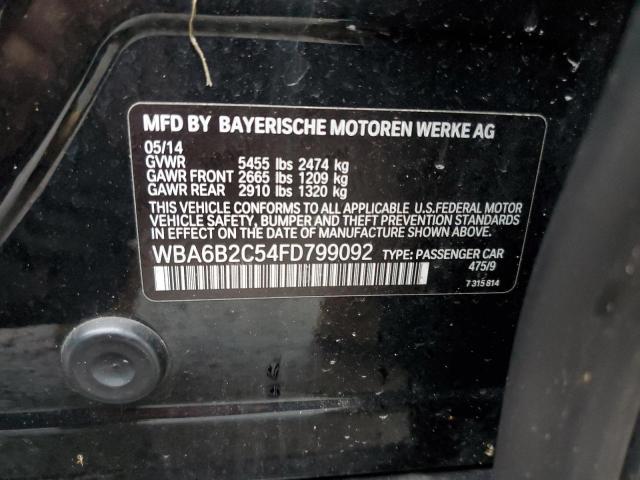 MFD BY BAYERISCHE MOTOREN WERKE AG
05/14
GVWR 5455 lbs 2474 kg
GAWR FRONT 2665 lbs 1209 kg
GAWR REAR 2910 lbs 1320 kg
THIS VEHICLE CONFORMS TO ALL APPLICABLE U.S.FEDERAL MOTOR
VEHICLE SAFETY, BUMPER AND THEFT PREVENTION STANDARDS
IN EFFECT ON THE DATE OF MANUFACTURE SHOWN ABOVE.
WBA6B2C54FD799092 TYPE: PASSENGER CAR
475/9
7 315 814